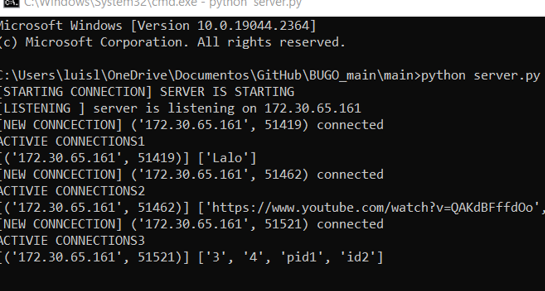 C:\Windows\System32\cmd.exe - python server.py
Microsoft Windows [Version 10.0.19044.2364]
(c) Microsoft Corporation. All rights reserved.
C:\Users\luisl\OneDrive\Documentos\GitHub\BUGO_main\main>python server.py
[STARTING CONNECTION] SERVER IS STARTING
[LISTENING ] server is listening on 172.30.65.161
[NEW CONNCECTION] ('172.30.65.161', 51419) connected
ACTIVIE CONNECTIONS1
[('172.30.65.161', 51419)] ['Lalo']
[NEW CONNCECTION] ('172.30.65.161', 51462) connected
ACTIVIE CONNECTIONS2
[('172.30.65.161', 51462)] ['https://www.youtube.com/watch?v=QAKdBFffdOo',
[NEW CONNCECTION] ('172.30.65.161', 51521) connected
ACTIVIE CONNECTIONS3
[('172.30.65.161', 51521)] ['3', '4', 'pid1', 'id2']